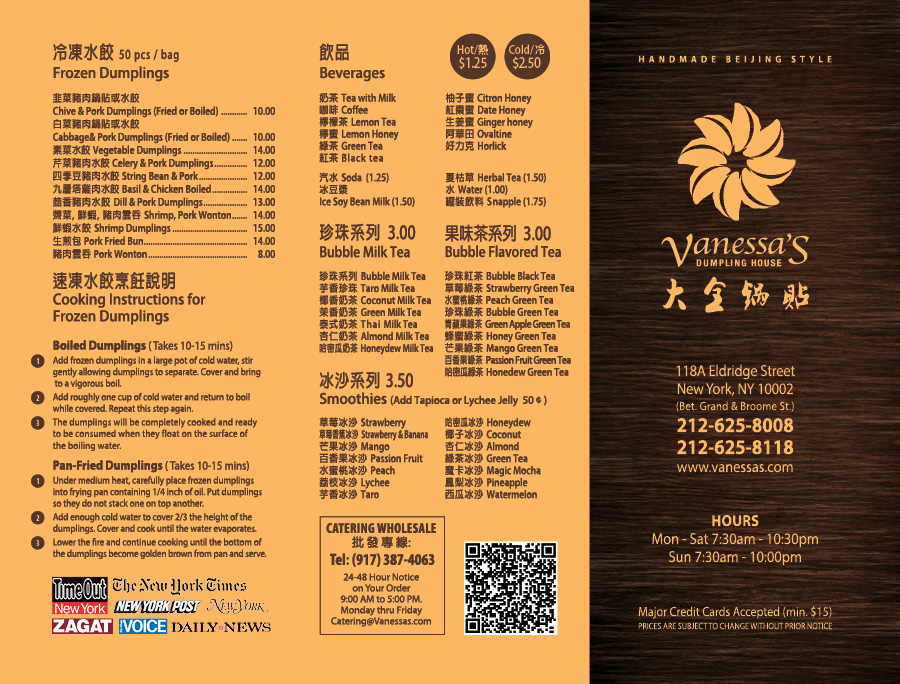 冷凍水餃 50 pcs / bag
Frozen Dumplings
韭菜豬肉鍋貼或水餃
Chive & Pork Dumplings (Fried or Boiled) ............ 10.00
白菜豬肉鍋貼或水餃
Cabbage& Pork Dumplings (Fried or Boiled) ...... 10.00
素菜水餃 Vegetable Dumplings ............................. 14.00
芹菜豬肉水餃 Celery & Pork Dumplings............... 12.00
四季豆豬肉水餃 String Bean & Pork...................... 12.00
九層塔雞肉水餃 Basil & Chicken Boiled................ 14.00
茴香豬肉水餃 Dill & Pork Dumplings.................... 13.00
薺菜, 鮮蝦, 豬肉雲吞 Shrimp, Pork Wonton....... 14.00
鮮蝦水餃 Shrimp Dumplings .................................. 15.00
生煎包 Pork Fried Bun............................................... 14.00
豬肉雲吞 Pork Wonton............................................. 8.00
速凍水餃烹飪說明
Cooking Instructions for
Frozen Dumplings
Boiled Dumplings ( Takes 10-15 mins)
1 Add frozen dumplings in a large pot of cold water, stir
gently allowing dumplings to separate. Cover and bring
to a vigorous boil.
2 Add roughly one cup of cold water and return to boil
while covered. Repeat this step again.
3 The dumplings will be completely cooked and ready
to be consumed when they float on the surface of
the boiling water.
Pan-Fried Dumplings ( Takes 10-15 mins)
1 Under medium heat, carefully place frozen dumplings
into frying pan containing 1/4 inch of oil. Put dumplings
so they do not stack one on top another.
2 Add enough cold water to cover 2/3 the height of the
dumplings. Cover and cook until the water evaporates.
3 Lower the fire and continue cooking until the bottom of
the dumplings become golden brown from pan and serve.
TimeOut
New York
The New York Times
NEW YORK POST
NEW YORK
ZAGAT
VOICE
DAILY NEWS
飲品
Beverages
Hot/熱
$1.25
Cold/冷
$2.50
奶茶 Tea with Milk
咖啡 Coffee
檸檬茶 Lemon Tea
檸蜜 Lemon Honey
綠茶 Green Tea
紅茶 Black tea
柚子蜜 Citron Honey
紅棗蜜 Date Honey
生姜蜜 Ginger honey
阿華田 Ovaltine
好力克 Horlick
汽水 Soda (1.25)
冰豆漿
Ice Soy Bean Milk (1.50)
夏枯草 Herbal Tea (1.50)
水 Water (1.00)
罐裝飲料 Snapple (1.75)
珍珠系列 3.00
Bubble Milk Tea
珍珠系列 Bubble Milk Tea
芋香珍珠 Taro Milk Tea
椰香奶茶 Coconut Milk Tea
茉香奶茶 Green Milk Tea
泰式奶茶 Thai Milk Tea
杏仁奶茶 Almond Milk Tea
哈密瓜奶茶 Honeydew Milk Tea
果味茶系列 3.00
Bubble Flavored Tea
珍珠紅茶 Bubble Black Tea
草莓綠茶 Strawberry Green Tea
水蜜桃綠茶 Peach Green Tea
珍珠綠茶 Bubble Green Tea
青蘋果綠茶 Green Apple Green Tea
蜂蜜綠茶 Honey Green Tea
芒果綠茶 Mango Green Tea
百香果綠茶 Passion Fruit Green Tea
哈密瓜綠茶 Honedew Green Tea
冰沙系列 3.50
Smoothies (Add Tapioca or Lychee Jelly 50 ¢ )
草莓冰沙 Strawberry
草莓香蕉冰沙 Strawberry & Banana
芒果冰沙 Mango
百香果冰沙 Passion Fruit
水蜜桃冰沙 Peach
荔枝冰沙 Lychee
芋香冰沙 Taro
哈密瓜冰沙 Honeydew
椰子冰沙 Coconut
杏仁冰沙 Almond
綠茶冰沙 Green Tea
魔卡冰沙 Magic Mocha
鳳梨冰沙 Pineapple
西瓜冰沙 Watermelon
CATERING WHOLESALE
批發專線:
Tel: (917) 387-4063
24-48 Hour Notice
on Your Order
9:00 AM to 5:00 PM.
Monday thru Friday
Catering@Vanessas.com
HANDMADE BEIJING STYLE
Vanessa'S
DUMPLING HOUSE
大全鍋貼
118A Eldridge Street
New York, NY 10002
(Bet. Grand & Broome St.)
212-625-8008
212-625-8118
www.vanessas.com
HOURS
Mon - Sat 7:30am - 10:30pm
Sun 7:30am - 10:00pm
Major Credit Cards Accepted (min. $15)
PRICES ARE SUBJECT TO CHANGE WITHOUT PRIOR NOTICE